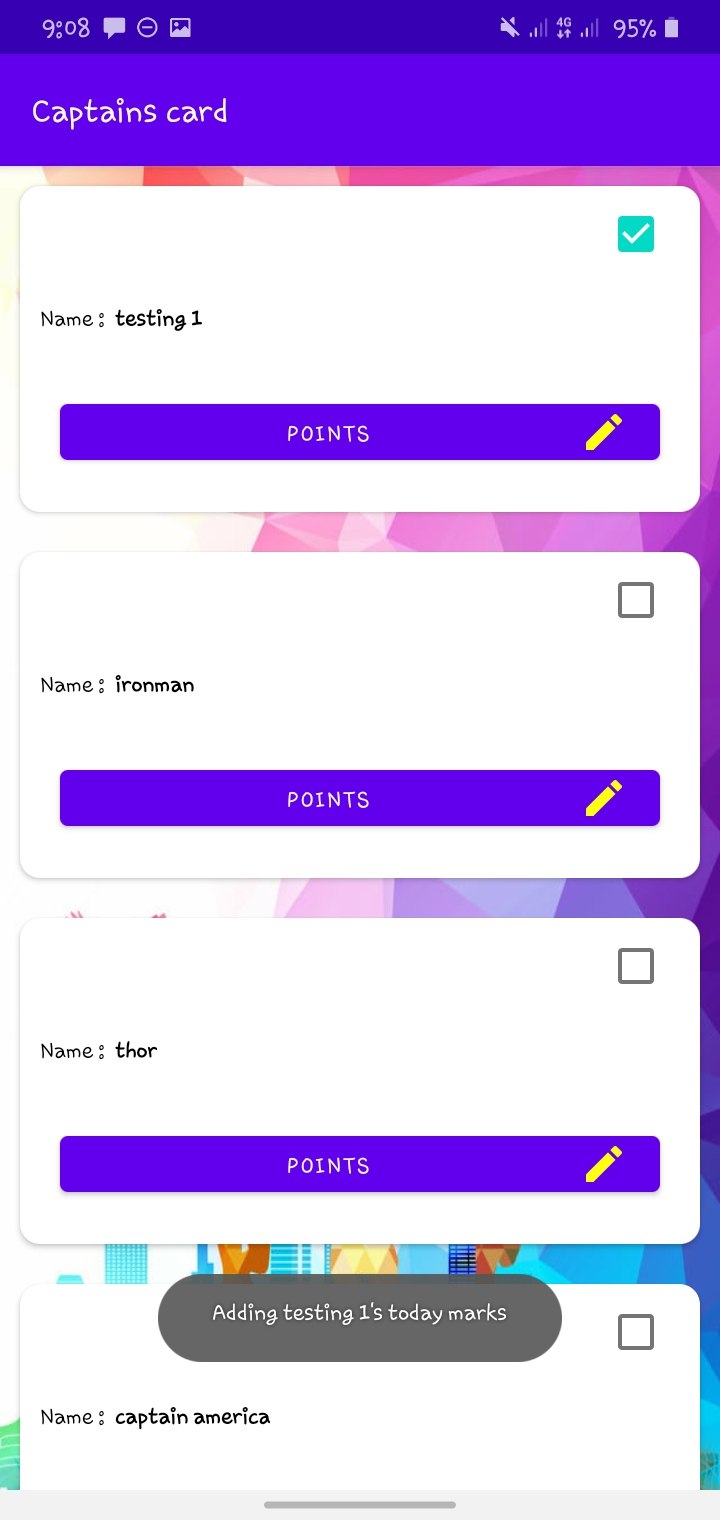 9:08 4G 95%
Captains card
Name : testing 1
POINTS
Name : ironman
POINTS
Name : thor
POINTS
Adding testing 1's today marks
Name : captain america